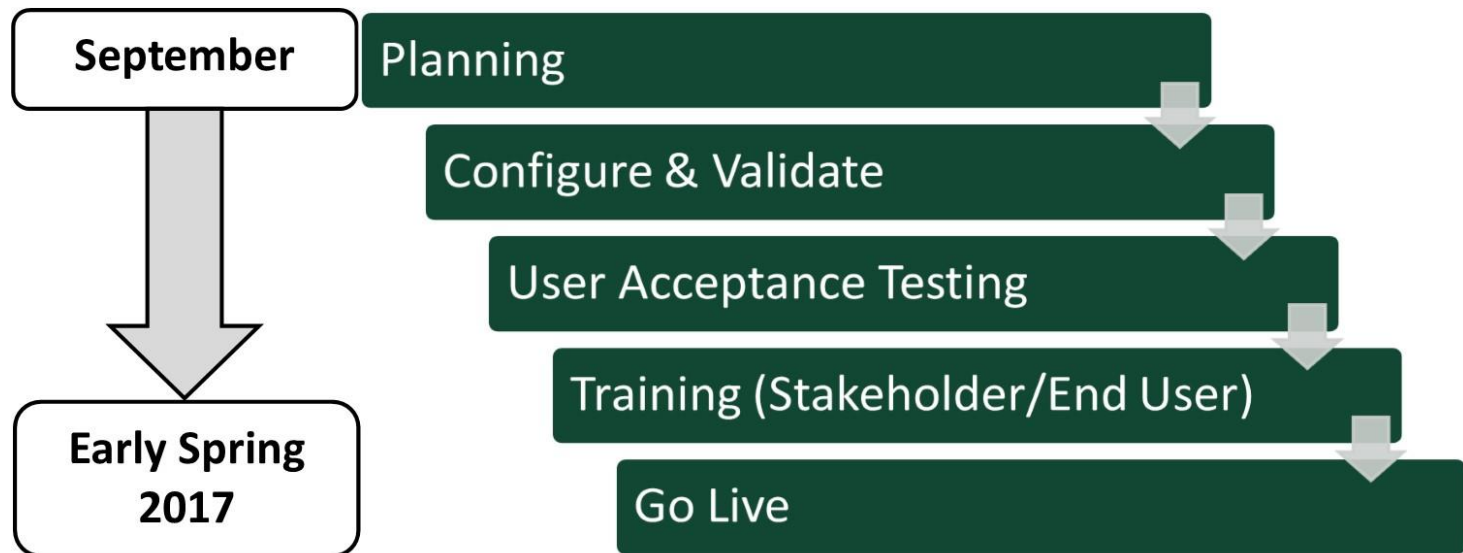 September
Planning
Configure & Validate
User Acceptance Testing
Training (Stakeholder/End User)
Early Spring
2017
Go Live